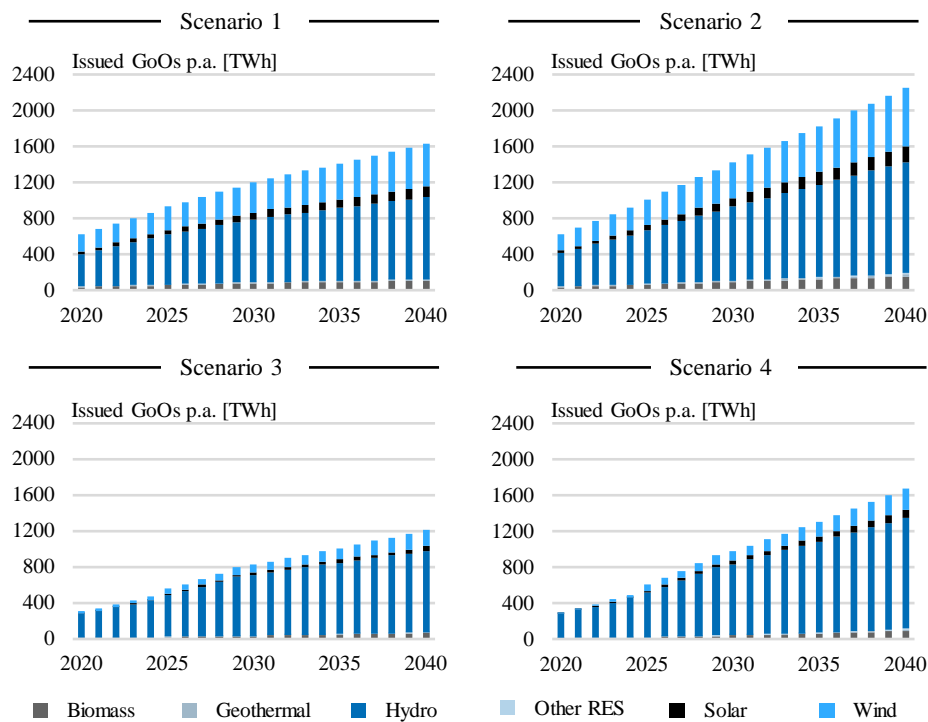 Scenario 1
Issued GoOs p.a. [TWh]
2400
2000
1600
1200
800
400
0
2020 2025 2030 2035 2040
Scenario 2
Issued GoOs p.a. [TWh]
2400
2000
1600
1200
800
400
0
2020 2025 2030 2035 2040
Scenario 3
Issued GoOs p.a. [TWh]
2400
2000
1600
1200
800
400
0
2020 2025 2030 2035 2040
Scenario 4
Issued GoOs p.a. [TWh]
2400
2000
1600
1200
800
400
0
2020 2025 2030 2035 2040
Biomass Geothermal Hydro Other RES Solar Wind